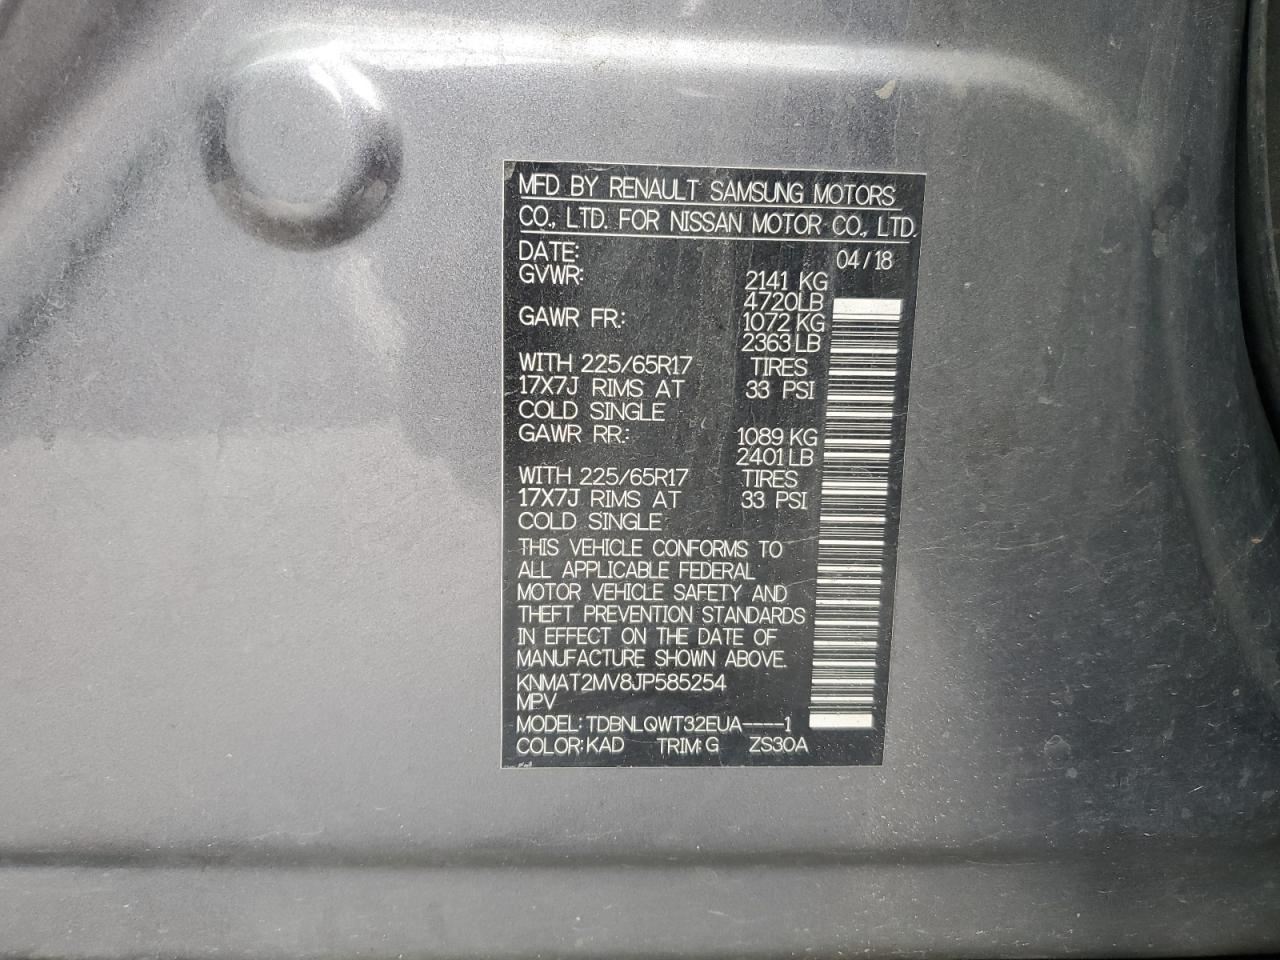 MFD BY RENAULT SAMSUNG MOTORS
CO., LTD. FOR NISSAN MOTOR CO., LTD.
DATE: 04/18
GVWR: 2141 KG
4720LB
GAWR FR: 1072 KG
2363 LB
WITH 225/65R17 TIRES
17X7J RIMS AT 33 PSI
COLD SINGLE
GAWR RR: 1089 KG
2401 LB
WITH 225/65R17 TIRES
17X7J RIMS AT 33 PSI
COLD SINGLE
THIS VEHICLE CONFORMS TO
ALL APPLICABLE FEDERAL
MOTOR VEHICLE SAFETY AND
THEFT PREVENTION STANDARDS
IN EFFECT ON THE DATE OF
MANUFACTURE SHOWN ABOVE.
KNMAT2MV8JP585254
MPV
MODEL: TDBNLQWT32EUA----1
COLOR: KAD TRIM: G ZS30A